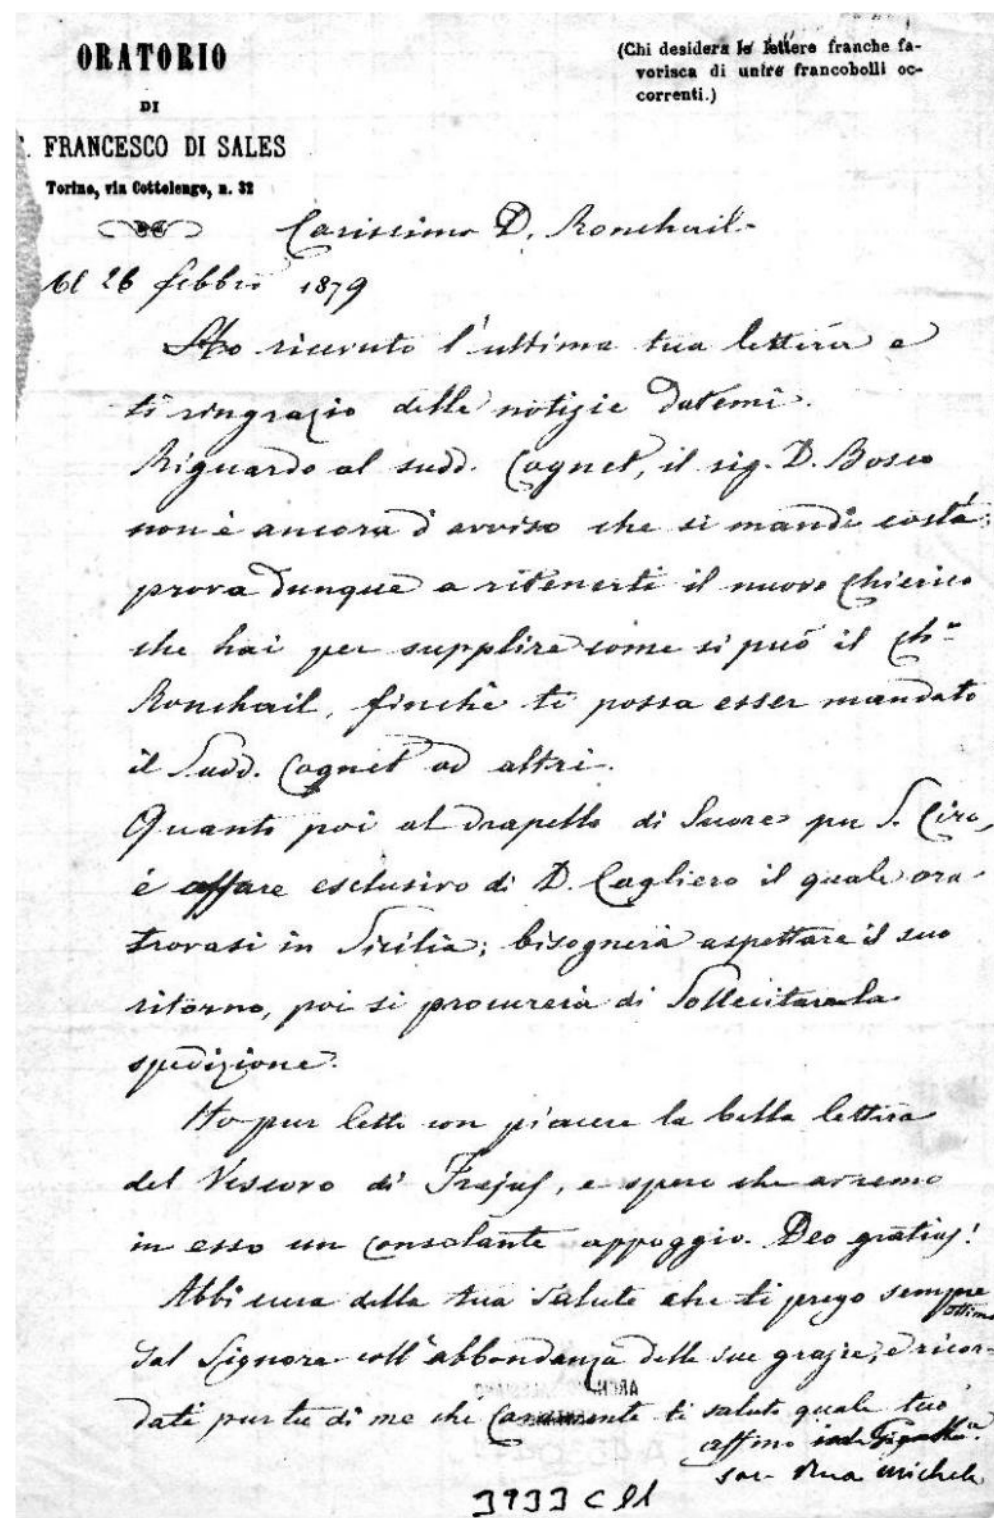 ORATORIO
DI
. FRANCESCO DI SALES
Torino, via Cottolengo, n. 32
(Chi desidera le lettere franche fa-
vorisca di unire francobolli oc-
correnti.)
Carissimo D. Ronchail
26 febbrº 1879
Ho ricevuto l'ultima tua lettera e
ti ringrazio delle notizie datemi.
Riguardo al sudd. Cagnet, il sig. D. Bosco
non è ancora d'avviso che si mandi costà;
prova dunque a ritenerti il nuovo Chierico
che hai per supplire come si può il ch.º
Ronchail, finchè ti possa esser mandato
il Sudd. Cagnet od altri.
Quanto poi al drapello di Suore per S. Ciro,
è affare esclusivo di D. Cagliero il quale ora
trovasi in Sicilia; bisognerà aspettare il suo
ritorno, poi si procurerà di sollecitare la
spedizione.
Ho pur letto con piacere la bella lettera
del Vescovo di Frejus, e spero che avremo
in esso un consolante appoggio. Deo gratias!
Abbi cura della tua salute che ti prego sempre
ottima
dal Signore coll'abbondanza delle sue grazie, e ricor-
dati pur tu di me che caramente ti saluto quale tuo
affmo
sac. Rua Michele
3933 C 11